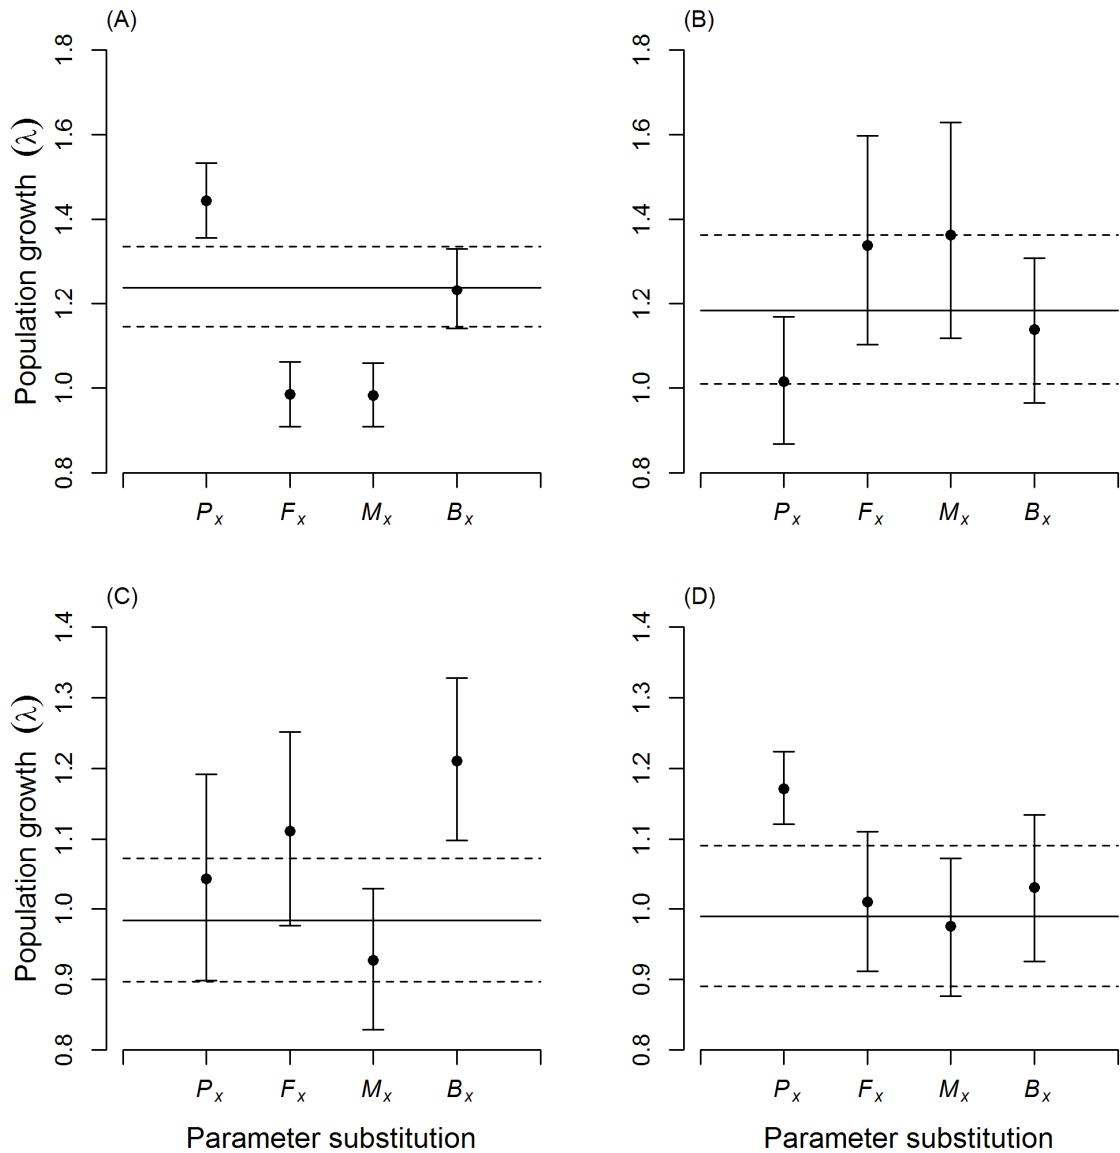 (A)
Population growth (λ)
1.8
1.6
1.4
1.2
1.0
0.8
Px Fx Mx Bx
(B)
1.8
1.6
1.4
1.2
1.0
0.8
Px Fx Mx Bx
(C)
Population growth (λ)
1.4
1.3
1.2
1.1
1.0
0.9
0.8
Px Fx Mx Bx
Parameter substitution
(D)
1.4
1.3
1.2
1.1
1.0
0.9
0.8
Px Fx Mx Bx
Parameter substitution